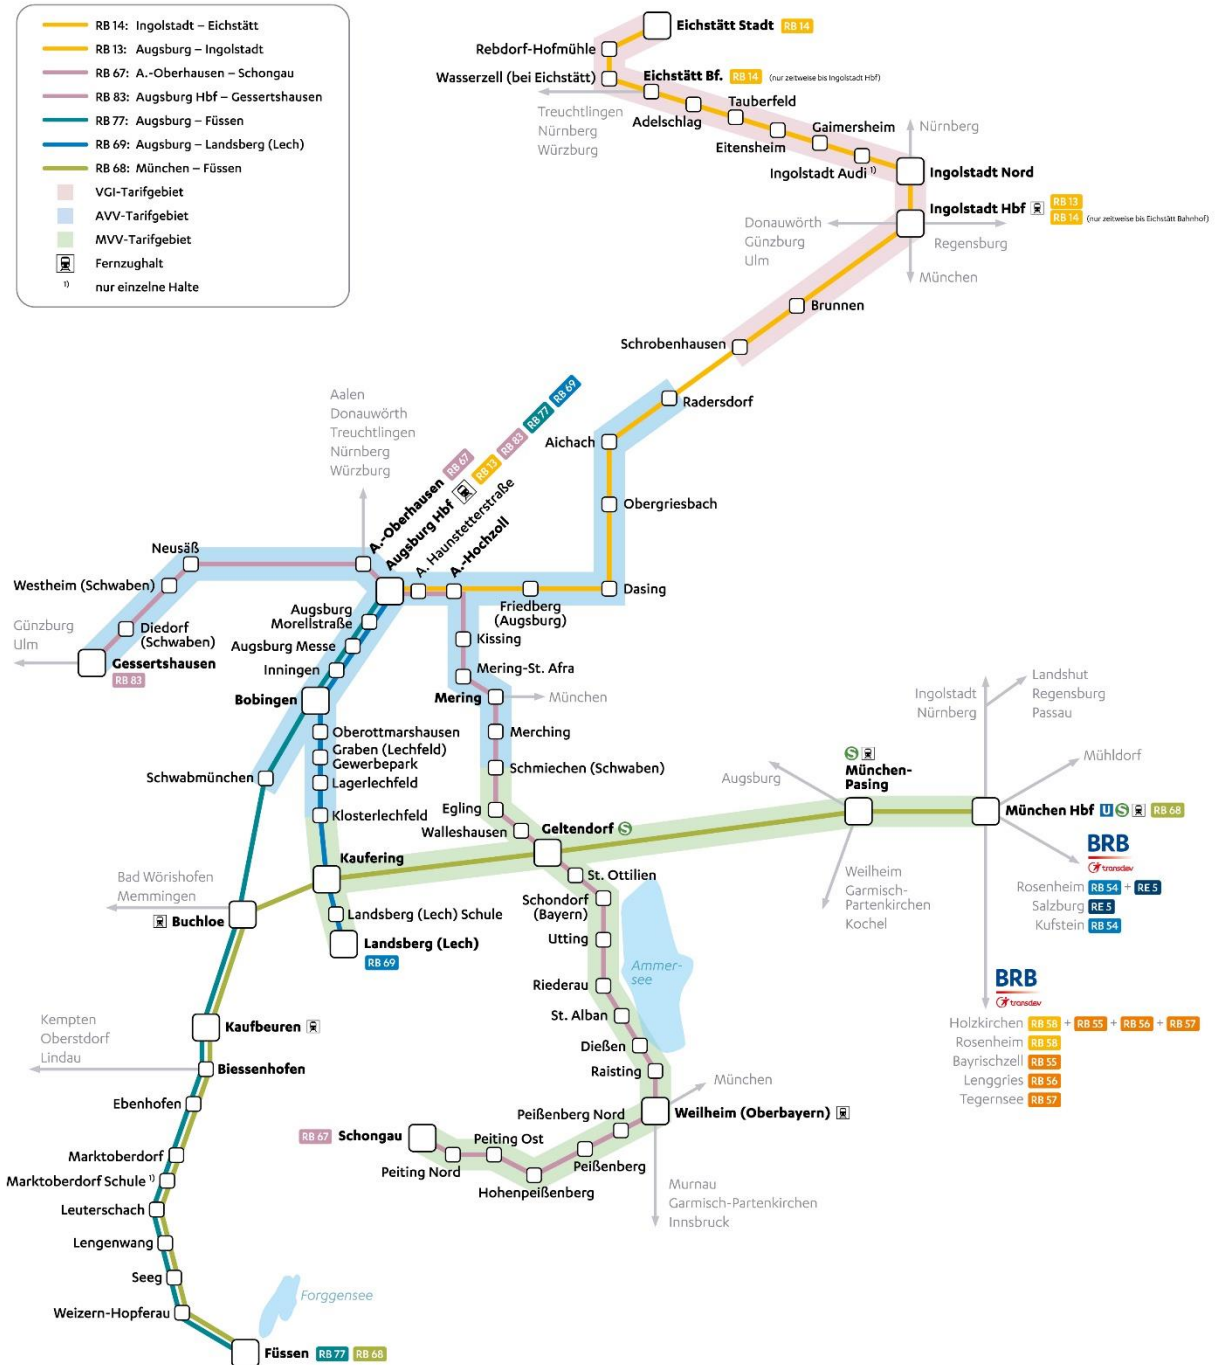 RB 14: Ingolstadt – Eichstätt
RB 13: Augsburg – Ingolstadt
RB 67: A.-Oberhausen – Schongau
RB 83: Augsburg Hbf – Gessertshausen
RB 77: Augsburg – Füssen
RB 69: Augsburg – Landsberg (Lech)
RB 68: München – Füssen
VGI-Tarifgebiet
AVV-Tarifgebiet
MVV-Tarifgebiet
Fernzughalt
1) nur einzelne Halte
Eichstätt Stadt RB 14
Rebdorf-Hofmühle
Wasserzell (bei Eichstätt)
Eichstätt Bf. RB 14 (nur zeitweise bis Ingolstadt Hbf)
Treuchtlingen
Nürnberg
Würzburg
Adelschlag
Tauberfeld
Eitensheim
Gaimersheim
Ingolstadt Audi 1)
Nürnberg
Ingolstadt Nord
Ingolstadt Hbf RB 13
RB 14 (nur zeitweise bis Eichstätt Bahnhof)
Donauwörth
Günzburg
Ulm
Regensburg
München
Brunnen
Schrobenhausen
Radersdorf
Aichach
Obergriesbach
Dasing
Friedberg
(Augsburg)
Aalen
Donauwörth
Treuchtlingen
Nürnberg
Würzburg
A.-Oberhausen RB 67
Augsburg Hbf RB 13 RB 83 RB 77 RB 69
A. Haunstetterstraße
A.-Hochzoll
Neusäß
Westheim (Schwaben)
Diedorf
(Schwaben)
Günzburg
Ulm
Gessertshausen
RB 83
Augsburg
Morellstraße
Augsburg Messe
Inningen
Bobingen
Kissing
Mering-St. Afra
Mering
München
Merching
Schmiechen (Schwaben)
Egling
Walleshausen
Geltendorf S
Oberottmarshausen
Graben (Lechfeld)
Gewerbepark
Lagerlechfeld
Klosterlechfeld
Schwabmünchen
Kaufering
Landsberg (Lech) Schule
Landsberg (Lech)
RB 69
Bad Wörishofen
Memmingen
Buchloe
Augsburg
S
München-
Pasing
Weilheim
Garmisch-
Partenkirchen
Kochel
Ingolstadt
Nürnberg
Landshut
Regensburg
Passau
Mühldorf
München Hbf U S RB 68
BRB
transdev
Rosenheim RB 54 + RE 5
Salzburg RE 5
Kufstein RB 54
BRB
transdev
Holzkirchen RB 58 + RB 55 + RB 56 + RB 57
Rosenheim RB 58
Bayrischzell RB 55
Lenggries RB 56
Tegernsee RB 57
St. Ottilien
Schondorf
(Bayern)
Utting
Riederau
St. Alban
Dießen
Raisting
Ammer-
see
München
Weilheim (Oberbayern)
Murnau
Garmisch-Partenkirchen
Innsbruck
Peißenberg Nord
Peißenberg
Hohenpeißenberg
Peiting Ost
Peiting Nord
RB 67 Schongau
Kaufbeuren
Kempten
Oberstdorf
Lindau
Biessenhofen
Ebenhofen
Marktoberdorf
Marktoberdorf Schule 1)
Leuterschach
Lengenwang
Seeg
Weizern-Hopferau
Forggensee
Füssen RB 77 RB 68